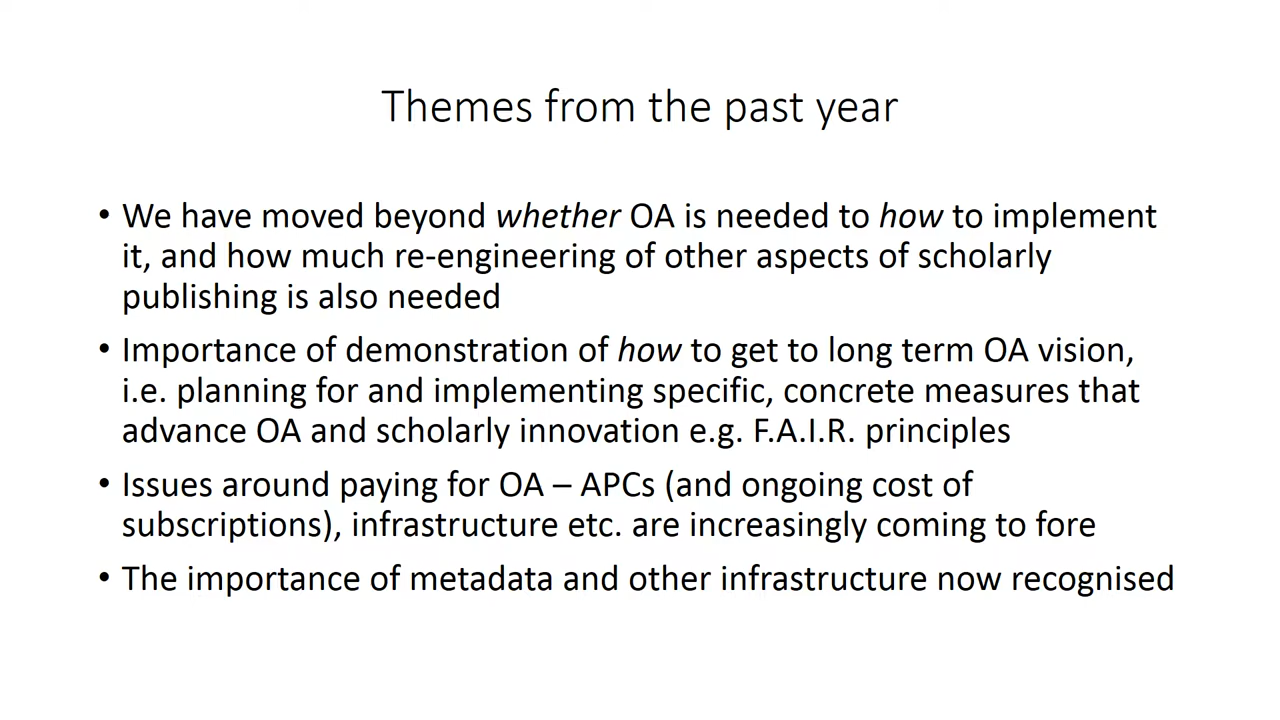 Themes from the past year
• We have moved beyond whether OA is needed to how to implement
it, and how much re-engineering of other aspects of scholarly
publishing is also needed
• Importance of demonstration of how to get to long term OA vision,
i.e. planning for and implementing specific, concrete measures that
advance OA and scholarly innovation e.g. F.A.I.R. principles
• Issues around paying for OA – APCs (and ongoing cost of
subscriptions), infrastructure etc. are increasingly coming to fore
• The importance of metadata and other infrastructure now recognised